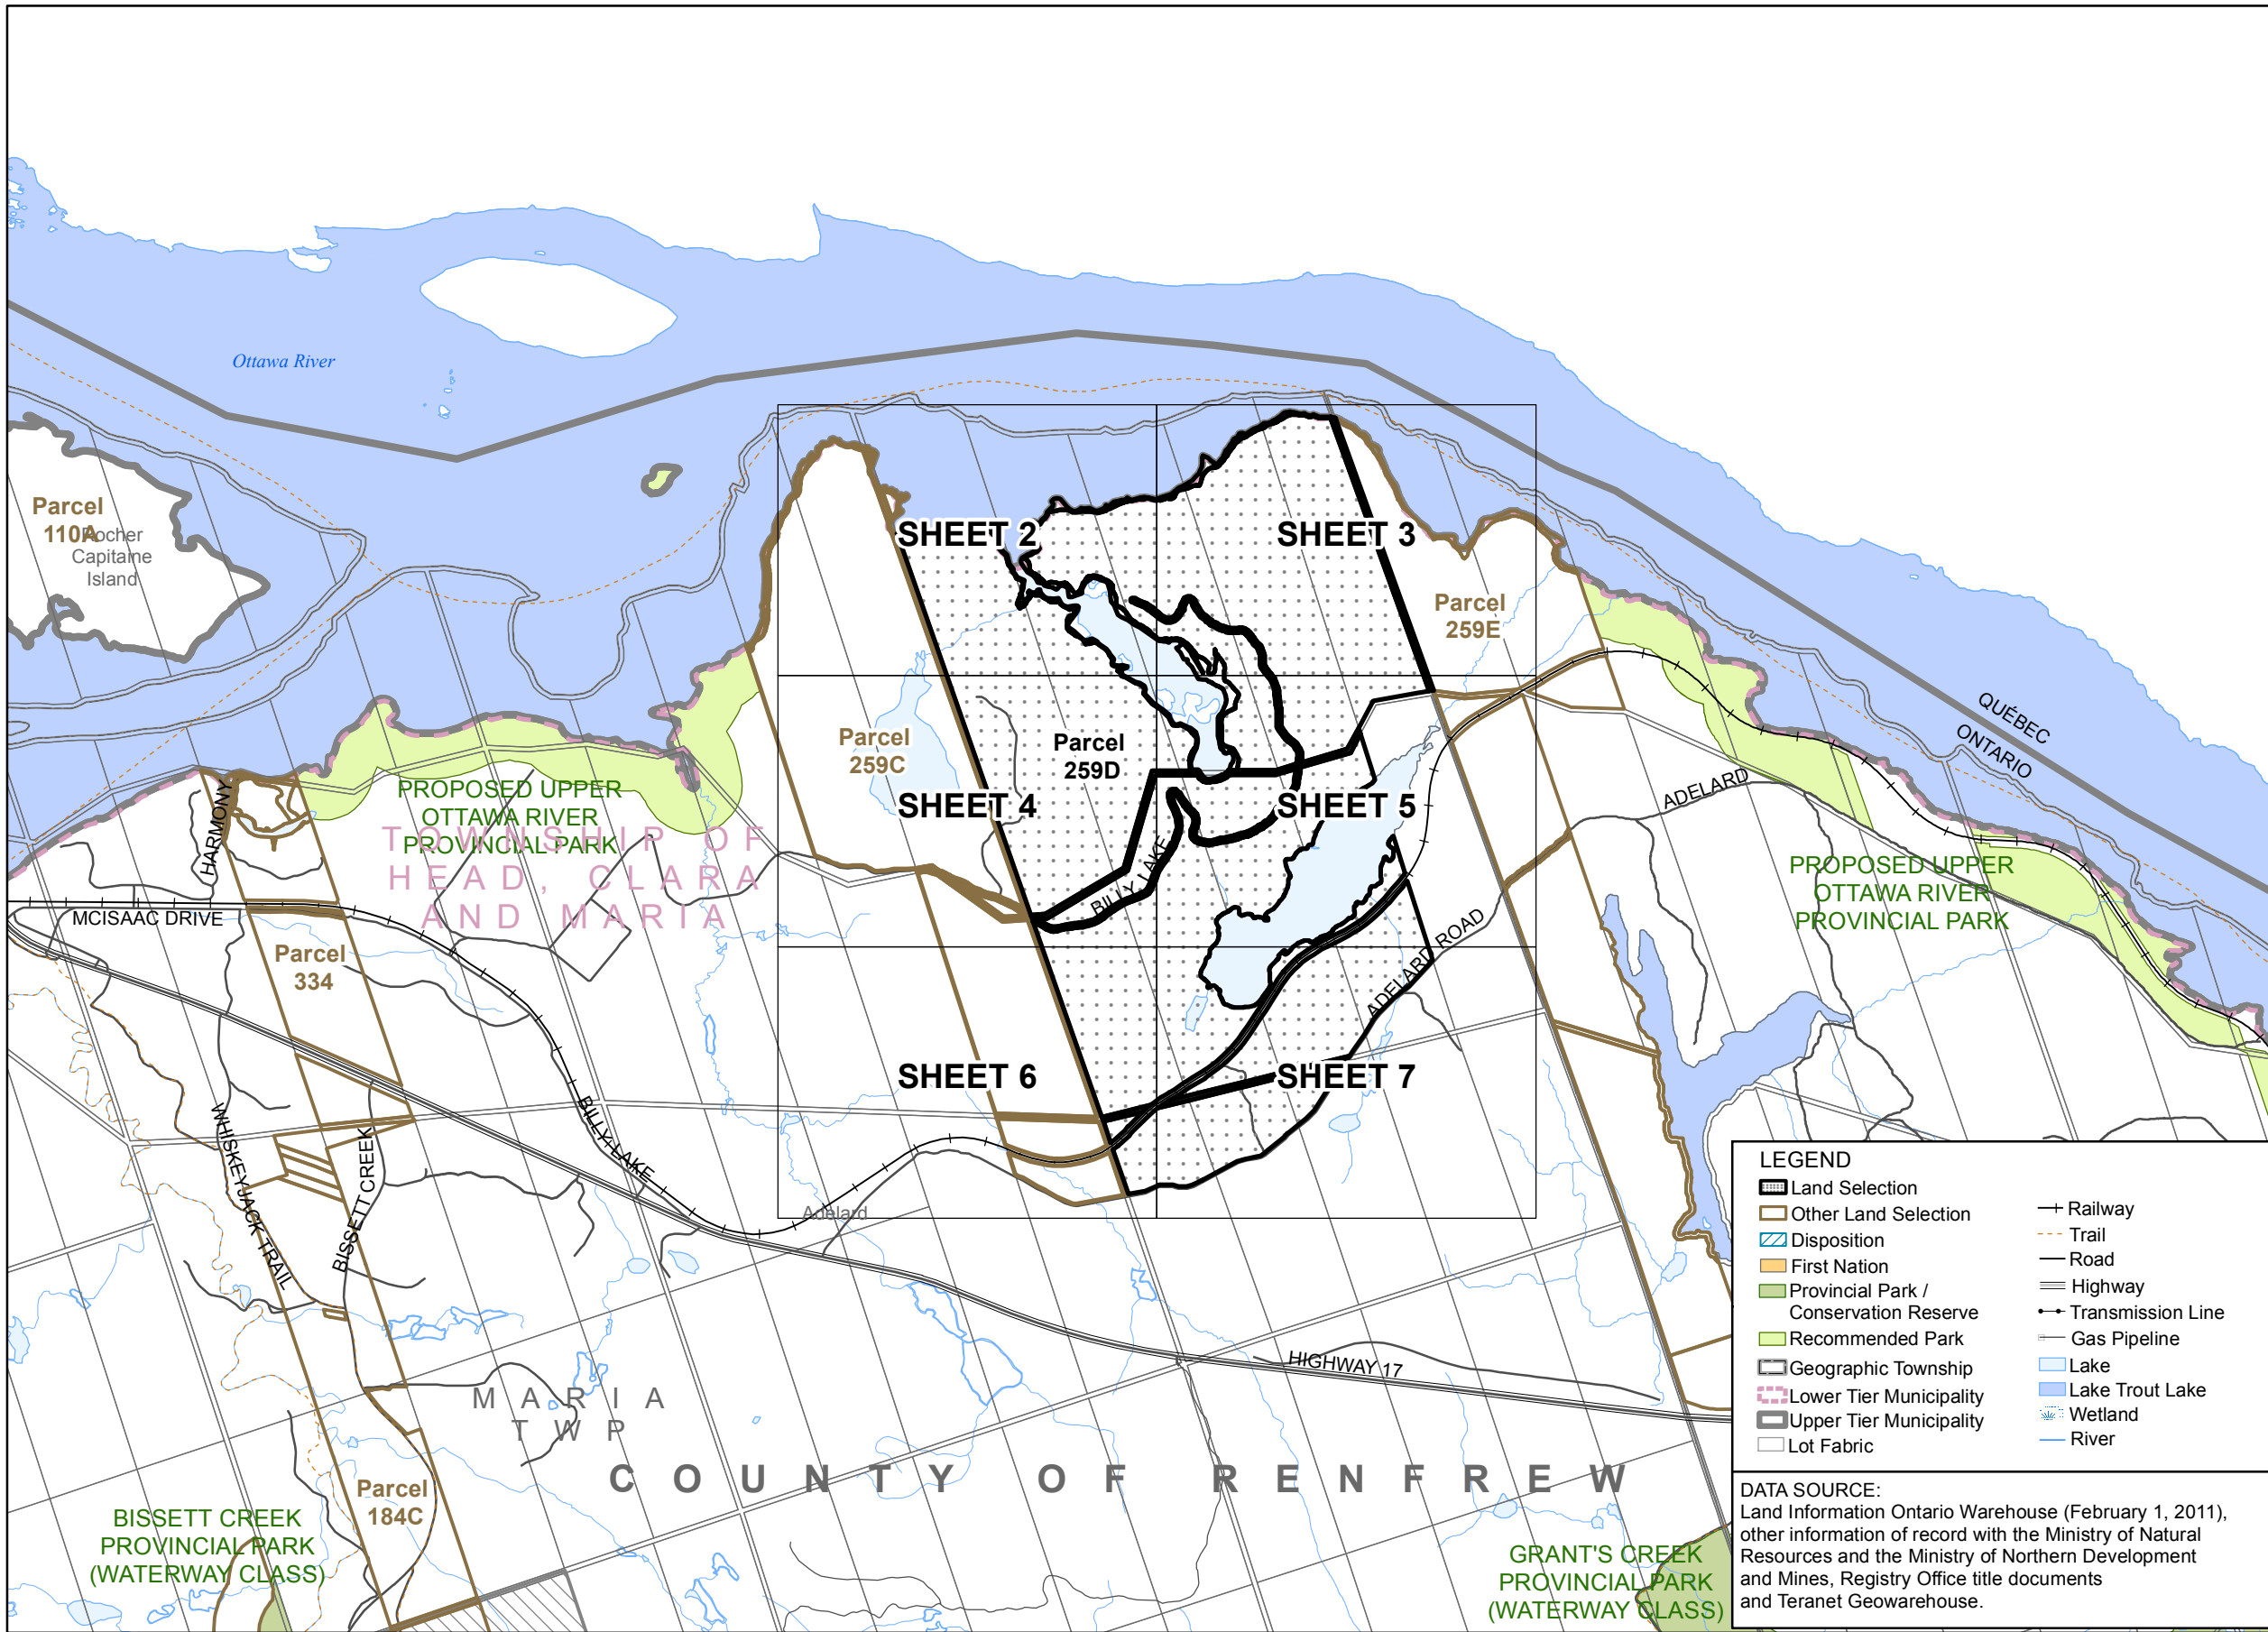 Ottawa River
Parcel
110A
Rocher
Capitaine
Island
SHEET 2
SHEET 3
Parcel
259E
QUÉBEC
ONTARIO
Parcel
259C
Parcel
259D
SHEET 4
SHEET 5
HARMONY
PROPOSED UPPER
OTTAWA RIVER
PROVINCIAL PARK
TOWNSHIP OF
HEAD, CLARA
AND MARIA
ADELARD
BILLY LAKE
PROPOSED UPPER
OTTAWA RIVER
PROVINCIAL PARK
MCISAAC DRIVE
Parcel
334
ADELARD ROAD
SHEET 6
SHEET 7
WHISKEYJACK TRAIL
BISSETT CREEK
BILLY LAKE
Adelard
HIGHWAY 17
MARIA
TWP
COUNTY OF RENFREW
Parcel
184C
BISSETT CREEK
PROVINCIAL PARK
(WATERWAY CLASS)
GRANT'S CREEK
PROVINCIAL PARK
(WATERWAY CLASS)
LEGEND
Land Selection
Other Land Selection
Disposition
First Nation
Provincial Park /
Conservation Reserve
Recommended Park
Geographic Township
Lower Tier Municipality
Upper Tier Municipality
Lot Fabric
Railway
Trail
Road
Highway
Transmission Line
Gas Pipeline
Lake
Lake Trout Lake
Wetland
River
DATA SOURCE:
Land Information Ontario Warehouse (February 1, 2011),
other information of record with the Ministry of Natural
Resources and the Ministry of Northern Development
and Mines, Registry Office title documents
and Teranet Geowarehouse.